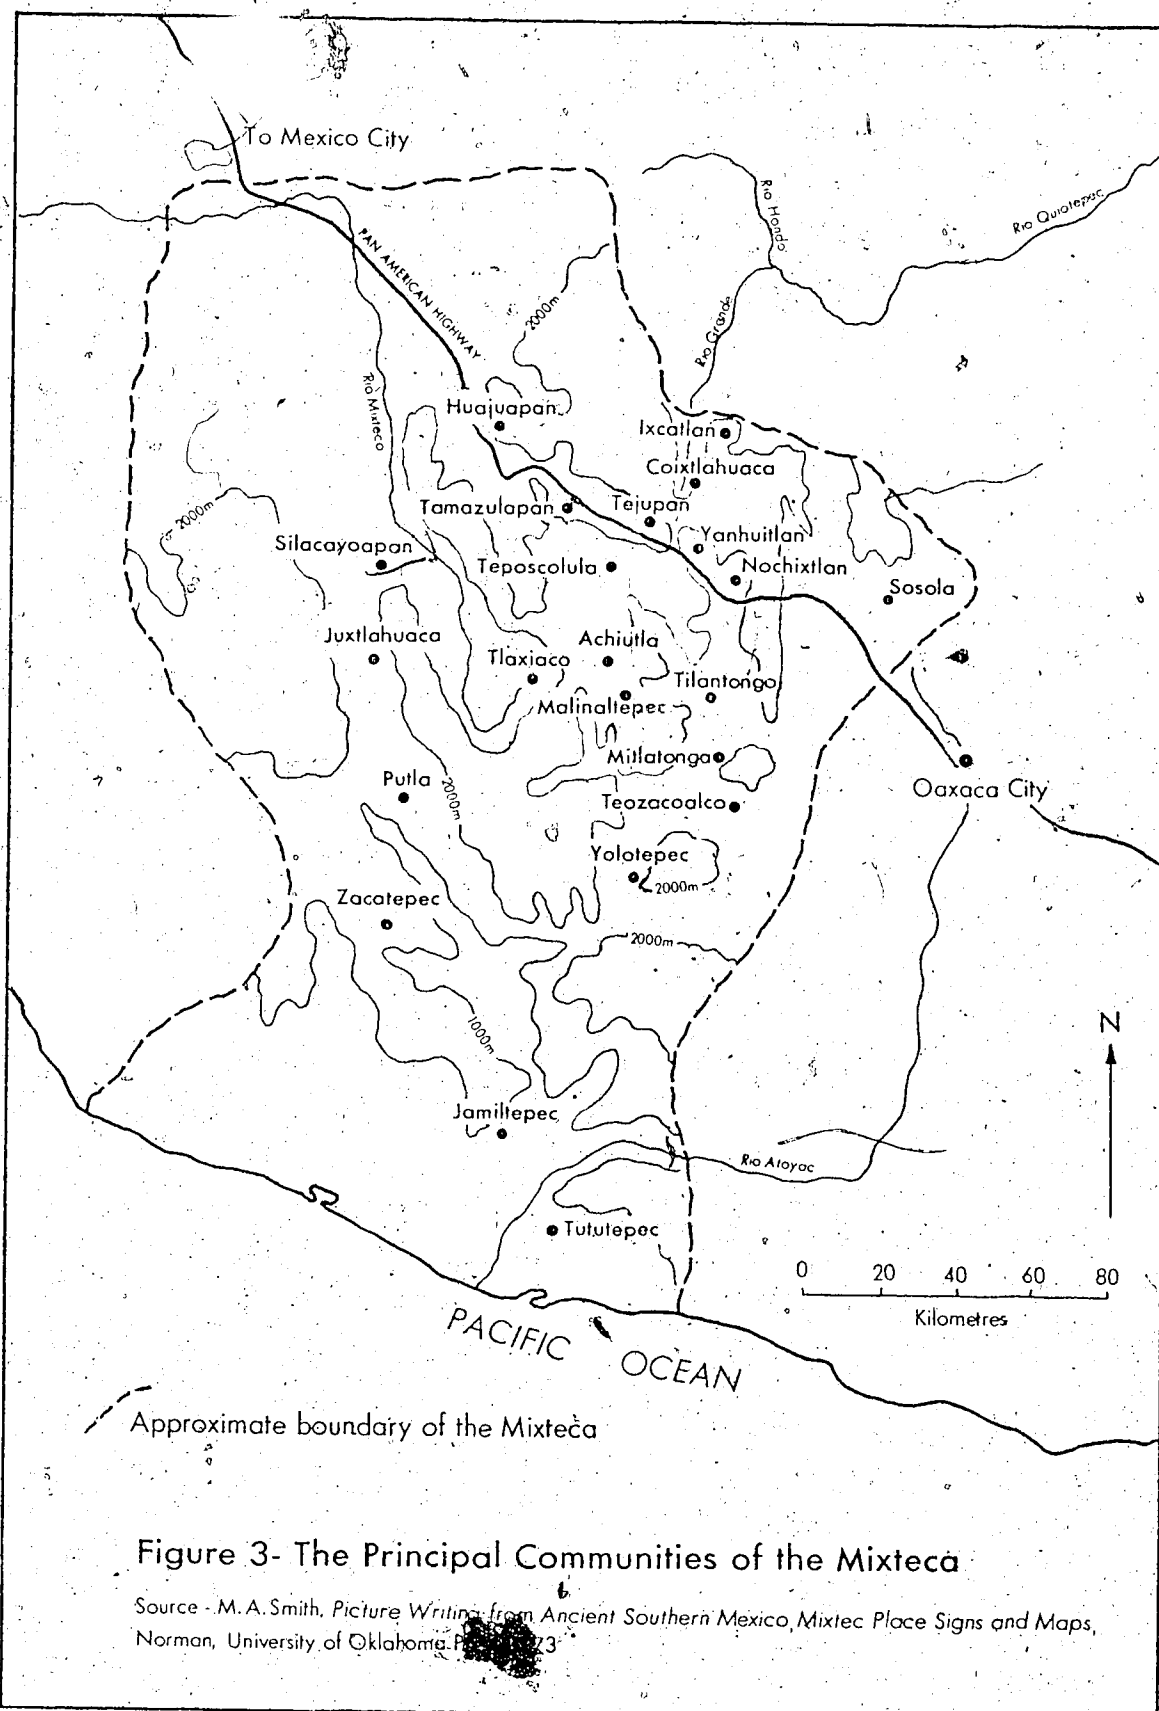 To Mexico City
Rio Hondo
Rio Quiotepec
PAN AMERICAN HIGHWAY
2000m
Rio Grande
Rio Mixteco
Huajuapan
Ixcatlan
Coixtlahuaca
2000m
Tamazulapan
Tejupan
Yanhuitlan
Silacayoapan
Teposcolula
Nochixtlan
Sosola
Juxtlahuaca
Achiutla
Tlaxiaco
Tilantongo
Malinaltepec
Mitlatonga
Putla
2000m
Oaxaca City
Teozacoalco
Yolotepec
2000m
Zacatepec
2000m
1000m
N
Jamiltepec
Rio Atoyac
Tututepec
0 20 40 60 80
Kilometres
PACIFIC OCEAN
Approximate boundary of the Mixteca
Figure 3- The Principal Communities of the Mixteca
Source - M. A. Smith, Picture Writing from Ancient Southern Mexico, Mixtec Place Signs and Maps,
Norman, University of Oklahoma